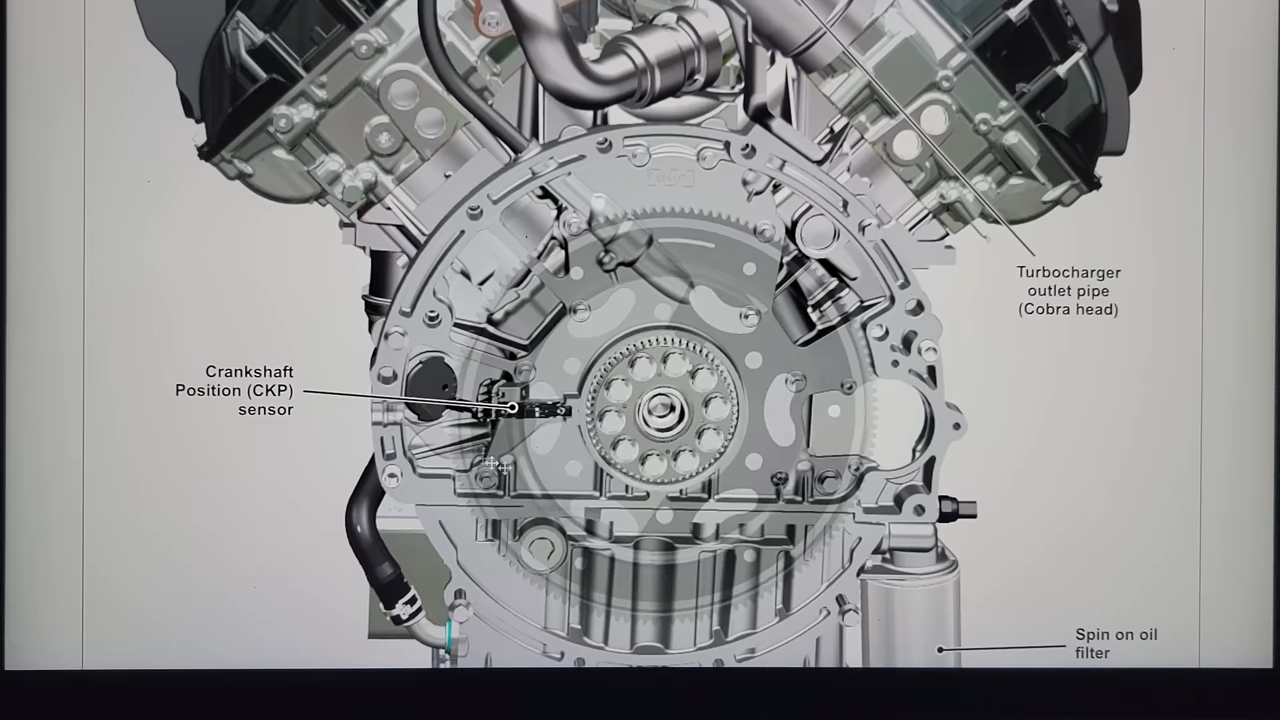 Turbocharger
outlet pipe
(Cobra head)
Crankshaft
Position (CKP)
sensor
Spin on oil
filter